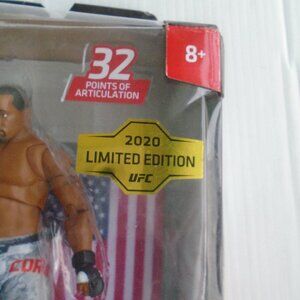 32
POINTS OF
ARTICULATION
8+
2020
LIMITED EDITION
UFC